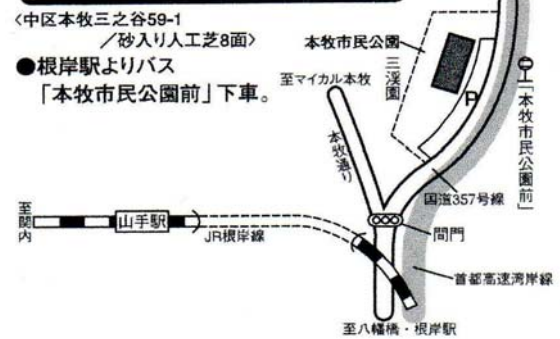 〈中区本牧三之谷59-1
／砂入り人工芝8面〉
●根岸駅よりバス
「本牧市民公園前」下車。
本牧市民公園
三溪園
至マイカル本牧
P
「本牧市民公園前」
本牧通り
国道357号線
至関内
山手駅
JR根岸線
間門
首都高速湾岸線
至八幡橋・根岸駅